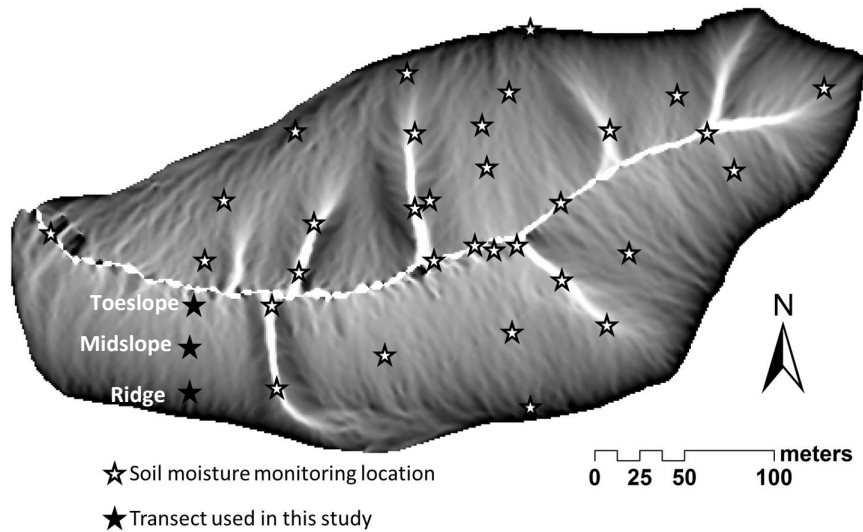 Toeslope
Midslope
Ridge
N
meters
0 25 50 100
Soil moisture monitoring location
Transect used in this study